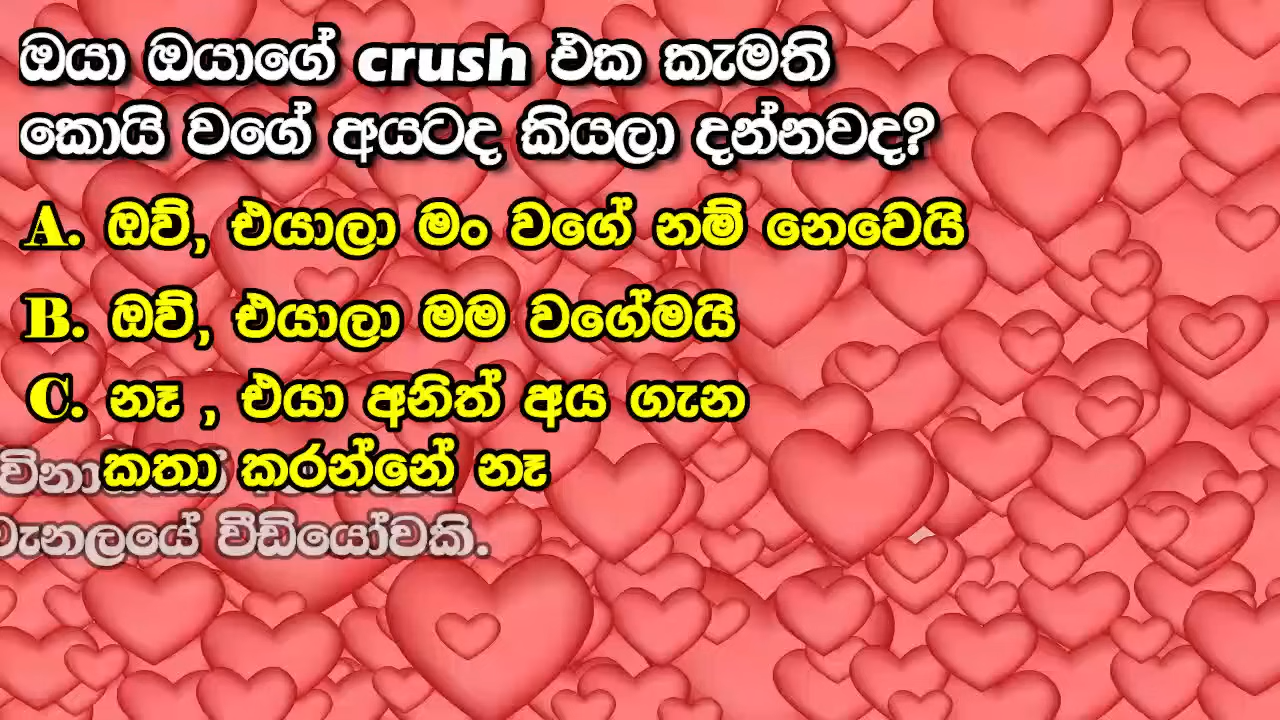 ඔයා ඔයාගේ crush එක කැමති
කොයි වගේ අයටද කියලා දන්නවද?
A. ඔව්, එයාලා මං වගේ නම් නෙවෙයි
B. ඔව්, එයාලා මම වගේමයි
C. නෑ , එයා අනිත් අය ගැන
කතා කරන්නේ නෑ
වීඩියෝවකි.